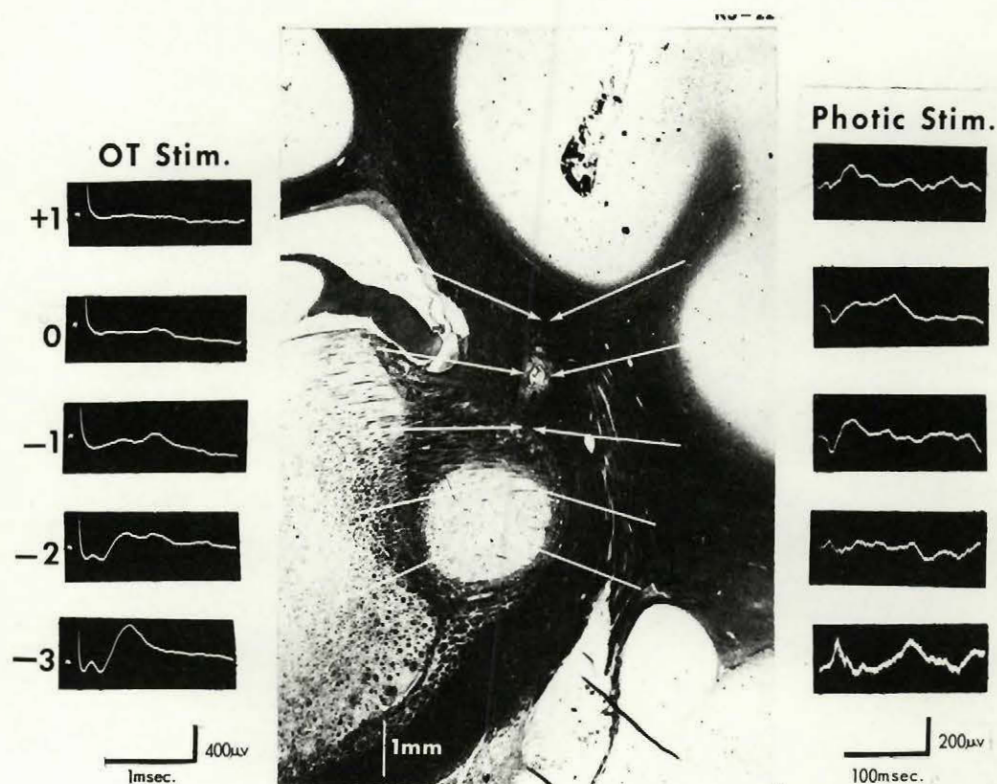 OT Stim.
Photic Stim.
+1
0
−1
−2
−3
400μv
1msec.
1mm
200μv
100msec.